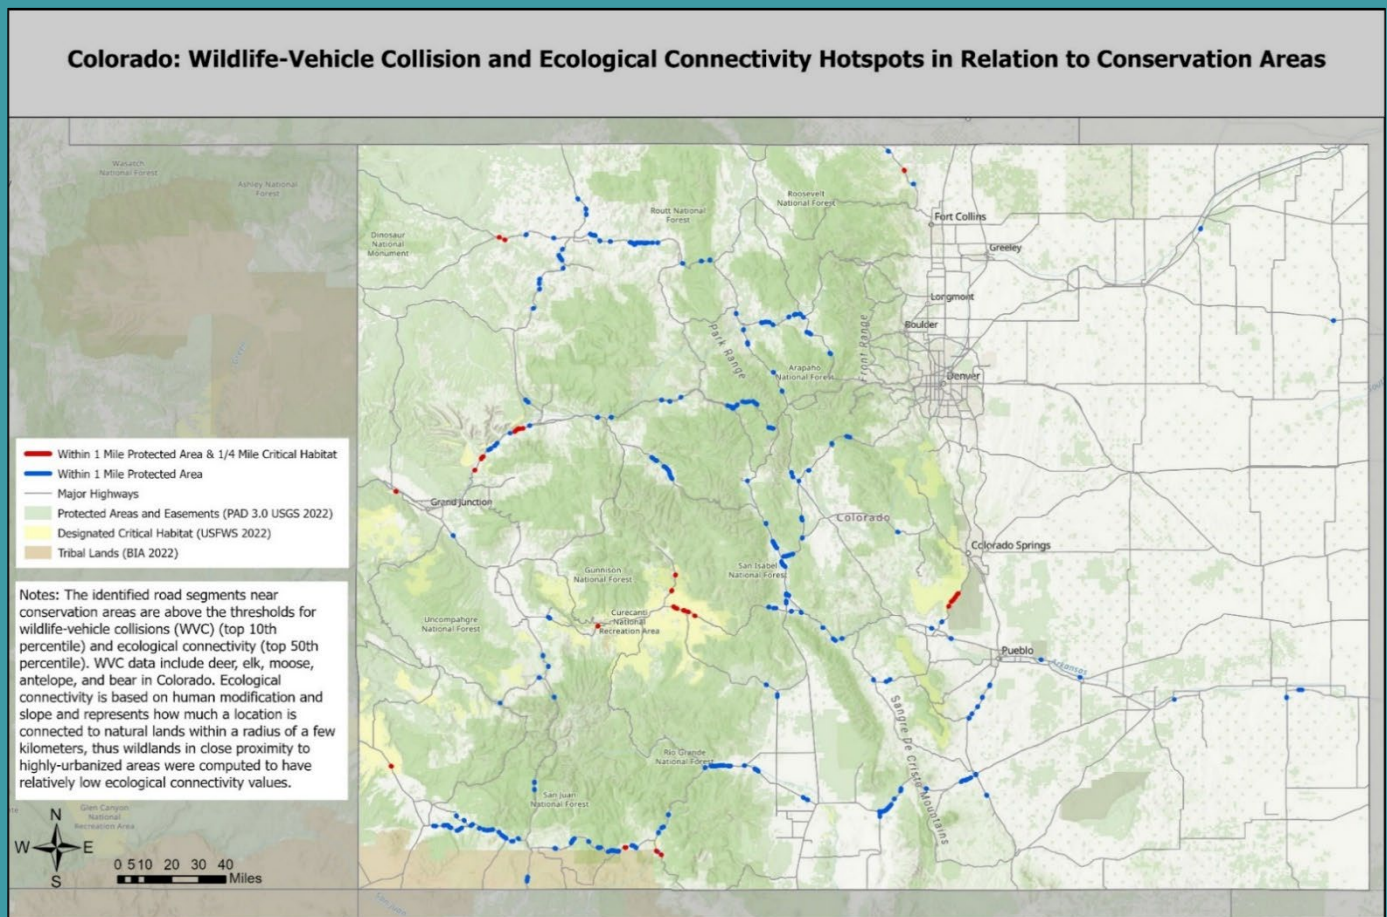 Colorado: Wildlife-Vehicle Collision and Ecological Connectivity Hotspots in Relation to Conservation Areas
Wasatch
National Forest
Ashley National
Forest
Dinosaur
National
Monument
Routt National
Forest
Roosevelt
National Forest
Fort Collins
Greeley
Longmont
Boulder
Park Range
Front Range
Arapaho
National Forest
Denver
Green
Within 1 Mile Protected Area & 1/4 Mile Critical Habitat
Within 1 Mile Protected Area
Major Highways
Protected Areas and Easements (PAD 3.0 USGS 2022)
Designated Critical Habitat (USFWS 2022)
Tribal Lands (BIA 2022)
Grand Junction
Colorado
Colorado Springs
Gunnison
National Forest
San Isabel
National Forest
Curecanti
National
Recreation Area
Uncompahgre
National Forest
Pueblo
Arkansas
Sangre De Cristo Mountains
Rio Grande
National Forest
San Juan
National Forest
Notes: The identified road segments near
conservation areas are above the thresholds for
wildlife-vehicle collisions (WVC) (top 10th
percentile) and ecological connectivity (top 50th
percentile). WVC data include deer, elk, moose,
antelope, and bear in Colorado. Ecological
connectivity is based on human modification and
slope and represents how much a location is
connected to natural lands within a radius of a few
kilometers, thus wildlands in close proximity to
highly-urbanized areas were computed to have
relatively low ecological connectivity values.
Glen Canyon
National
Recreation Area
N
W E
S
0 5 10 20 30 40
Miles
San Juan